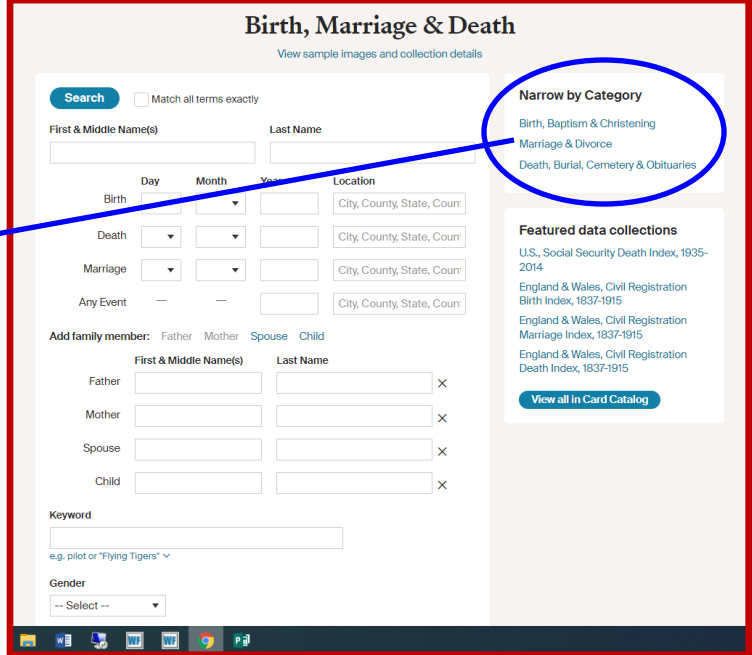 Birth, Marriage & Death
View sample images and collection details
Search
Match all terms exactly
First & Middle Name(s) Last Name
Day Month Year Location
Birth City, County, State, Coun
Death City, County, State, Coun
Marriage City, County, State, Coun
Any Event — — City, County, State, Coun
Add family member: Father Mother Spouse Child
First & Middle Name(s) Last Name
Father ×
Mother ×
Spouse ×
Child ×
Keyword
e.g. pilot or "Flying Tigers"
Gender
-- Select --
Narrow by Category
Birth, Baptism & Christening
Marriage & Divorce
Death, Burial, Cemetery & Obituaries
Featured data collections
U.S., Social Security Death Index, 1935-
2014
England & Wales, Civil Registration
Birth Index, 1837-1915
England & Wales, Civil Registration
Marriage Index, 1837-1915
England & Wales, Civil Registration
Death Index, 1837-1915
View all in Card Catalog
W WF WF P